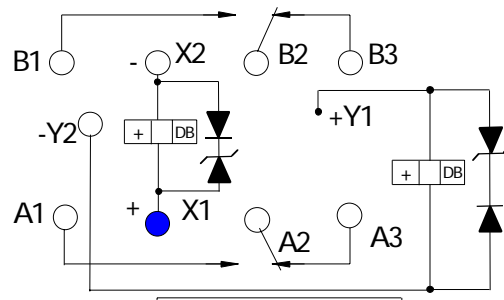 B1 - X2 B2 B3
-Y2 + DB +Y1
+ DB
A1 + X1 A2 A3